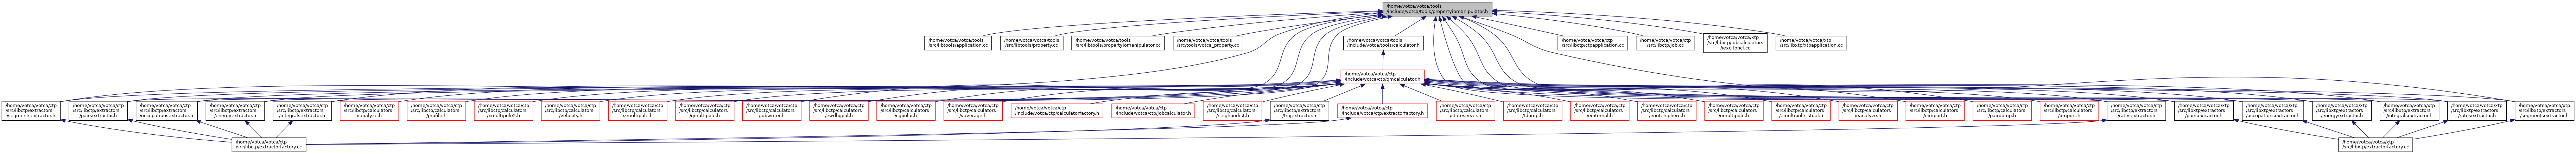 /home/votca/votca/tools
/include/votca/tools/propertyiomanipulator.h
/home/votca/votca/tools
/src/libtools/application.cc
/home/votca/votca/tools
/src/libtools/property.cc
/home/votca/votca/tools
/src/libtools/propertyiomanipulator.cc
/home/votca/votca/tools
/src/tools/votca_property.cc
/home/votca/votca/tools
/include/votca/tools/calculator.h
/home/votca/votca/ctp
/src/libctp/ctpapplication.cc
/home/votca/votca/ctp
/src/libctp/job.cc
/home/votca/votca/xtp
/src/libxtp/jobcalculators
/excitoncl.cc
/home/votca/votca/xtp
/src/libxtp/xtpapplication.cc
/home/votca/votca/ctp
/include/votca/ctp/qmcalculator.h
/home/votca/votca/ctp
/src/libctp/extractors
/segmentsextractor.h
/home/votca/votca/ctp
/src/libctp/extractors
/pairsextractor.h
/home/votca/votca/ctp
/src/libctp/extractors
/occupationsextractor.h
/home/votca/votca/ctp
/src/libctp/extractors
/energyextractor.h
/home/votca/votca/ctp
/src/libctp/extractors
/integralsextractor.h
/home/votca/votca/ctp
/src/libctp/calculators
/ianalyze.h
/home/votca/votca/ctp
/src/libctp/calculators
/profile.h
/home/votca/votca/ctp
/src/libctp/calculators
/zmultipole2.h
/home/votca/votca/ctp
/src/libctp/calculators
/velocity.h
/home/votca/votca/ctp
/src/libctp/calculators
/zmultipole.h
/home/votca/votca/ctp
/src/libctp/calculators
/qmultipole.h
/home/votca/votca/ctp
/src/libctp/calculators
/jobwriter.h
/home/votca/votca/ctp
/src/libctp/calculators
/ewdbgpol.h
/home/votca/votca/ctp
/src/libctp/calculators
/cgpolar.h
/home/votca/votca/ctp
/src/libctp/calculators
/vaverage.h
/home/votca/votca/ctp
/include/votca/ctp/calculatorfactory.h
/home/votca/votca/ctp
/include/votca/ctp/jobcalculator.h
/home/votca/votca/ctp
/src/libctp/calculators
/neighborlist.h
/home/votca/votca/ctp
/src/libctp/extractors
/trajextractor.h
/home/votca/votca/ctp
/include/votca/ctp/extractorfactory.h
/home/votca/votca/ctp
/src/libctp/calculators
/stateserver.h
/home/votca/votca/ctp
/src/libctp/calculators
/tdump.h
/home/votca/votca/ctp
/src/libctp/calculators
/einternal.h
/home/votca/votca/ctp
/src/libctp/calculators
/eoutersphere.h
/home/votca/votca/ctp
/src/libctp/calculators
/emultipole.h
/home/votca/votca/ctp
/src/libctp/calculators
/emultipole_stdal.h
/home/votca/votca/ctp
/src/libctp/calculators
/eanalyze.h
/home/votca/votca/ctp
/src/libctp/calculators
/eimport.h
/home/votca/votca/ctp
/src/libctp/calculators
/pairdump.h
/home/votca/votca/ctp
/src/libctp/calculators
/iimport.h
/home/votca/votca/ctp
/src/libctp/extractors
/ratesextractor.h
/home/votca/votca/xtp
/src/libxtp/extractors
/pairsextractor.h
/home/votca/votca/xtp
/src/libxtp/extractors
/occupationsextractor.h
/home/votca/votca/xtp
/src/libxtp/extractors
/energyextractor.h
/home/votca/votca/xtp
/src/libxtp/extractors
/integralsextractor.h
/home/votca/votca/xtp
/src/libxtp/extractors
/ratesextractor.h
/home/votca/votca/xtp
/src/libxtp/extractors
/segmentsextractor.h
/home/votca/votca/ctp
/src/libctp/extractorfactory.cc
/home/votca/votca/xtp
/src/libxtp/extractorfactory.cc